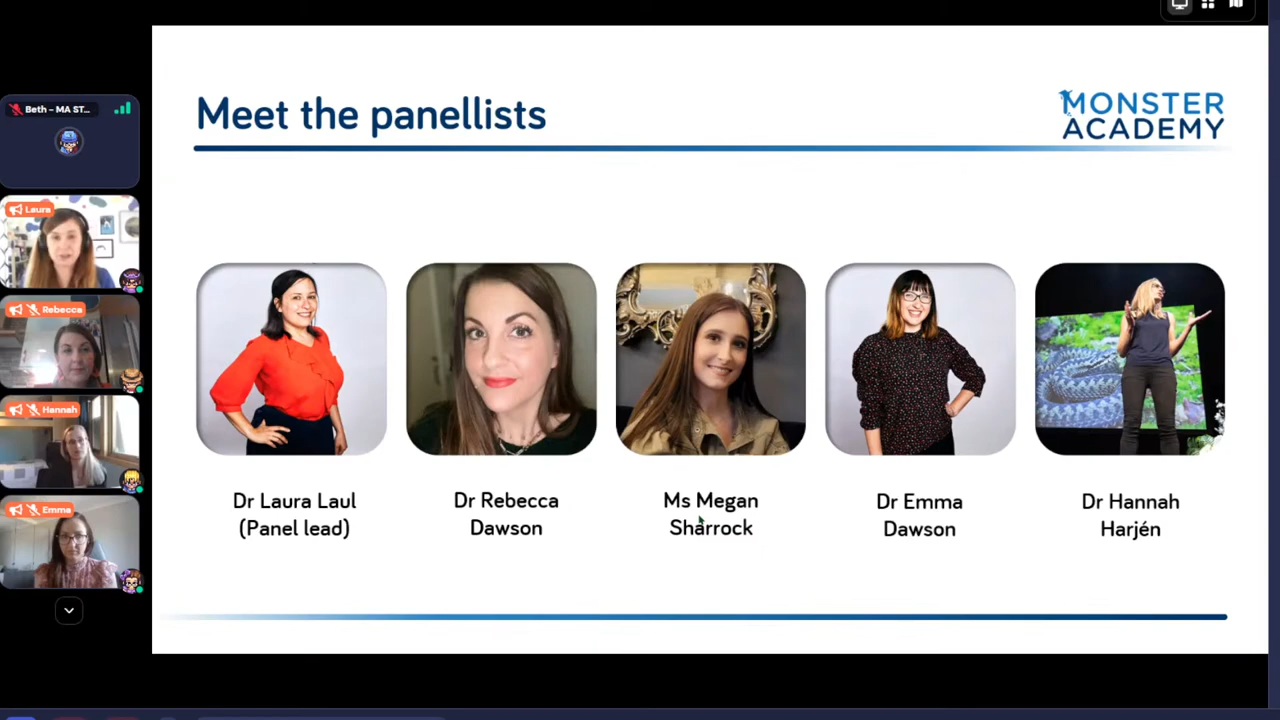 Meet the panellists
MONSTER
ACADEMY
Beth – MA ST...
Laura
Rebecca
Hannah
Emma
Dr Laura Laul
(Panel lead)
Dr Rebecca
Dawson
Ms Megan
Sharrock
Dr Emma
Dawson
Dr Hannah
Harjén